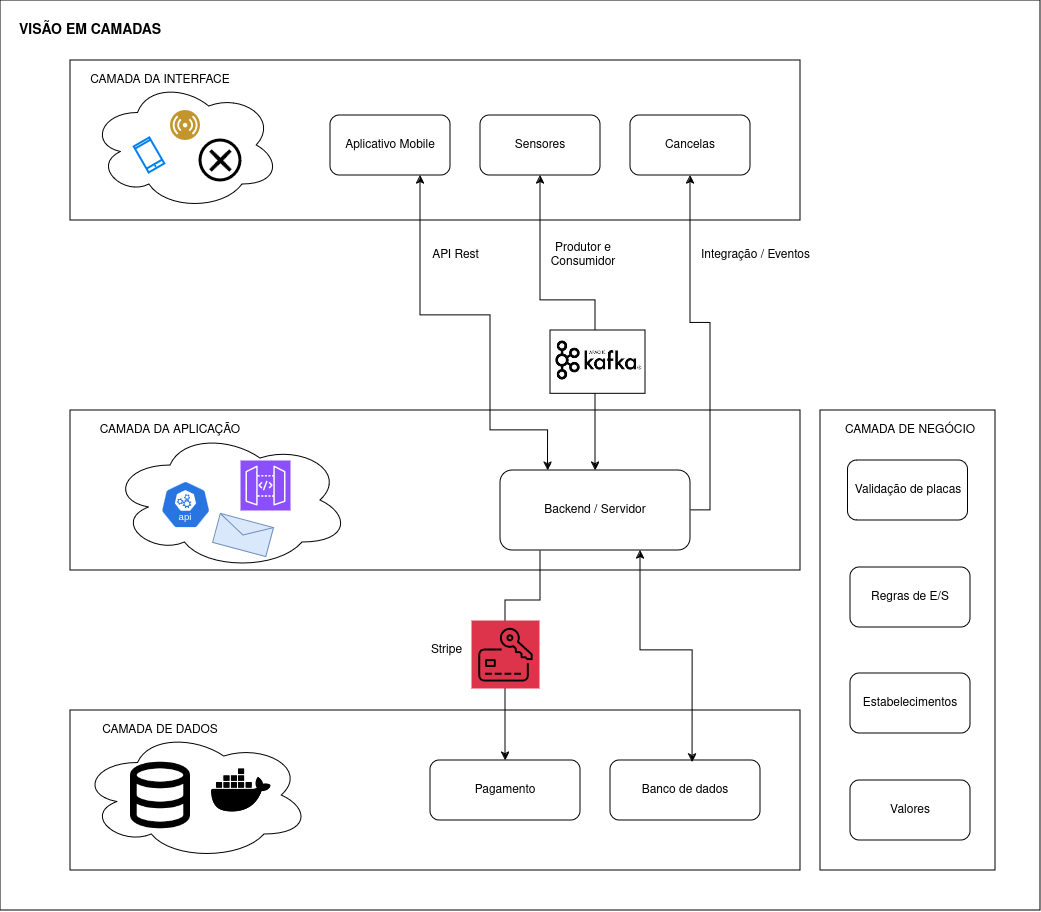 VISÃO EM CAMADAS
CAMADA DA INTERFACE
Aplicativo Mobile
Sensores
Cancelas
API Rest
Produtor e
Consumidor
Integração / Eventos
APACHE
kafka
CAMADA DA APLICAÇÃO
api
</>
Backend / Servidor
CAMADA DE NEGÓCIO
Validação de placas
Regras de E/S
Estabelecimentos
Valores
Stripe
CAMADA DE DADOS
Pagamento
Banco de dados